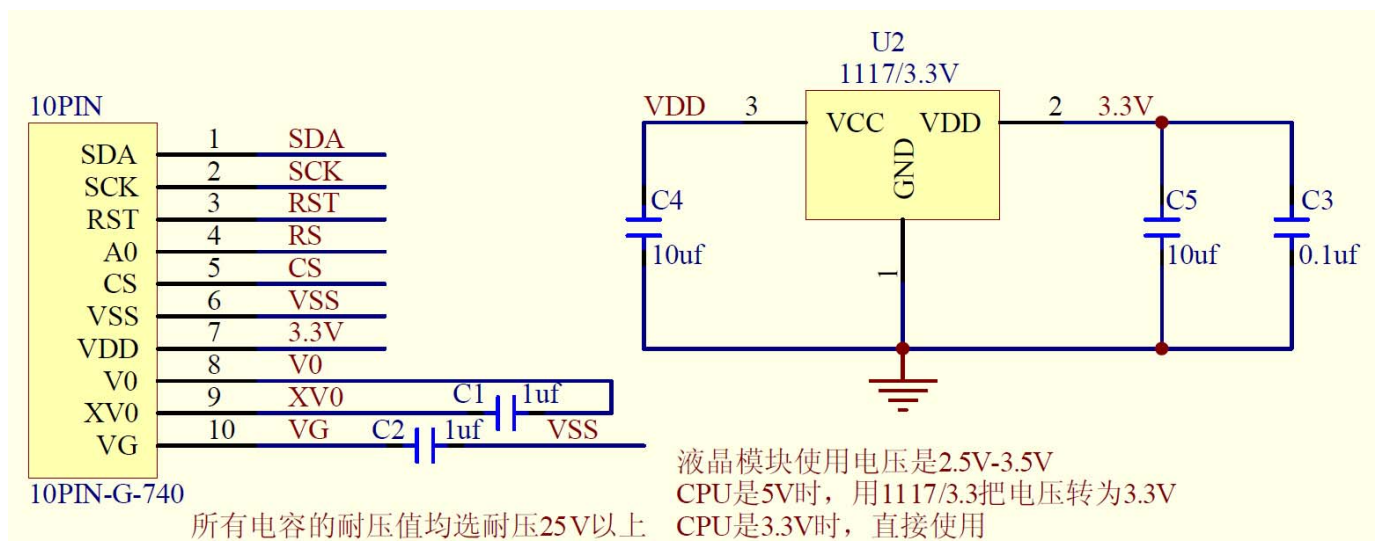 10PIN
SDA 1 SDA
SCK 2 SCK
RST 3 RST
A0 4 RS
CS 5 CS
VSS 6 VSS
VDD 7 3.3V
V0 8 V0
XV0 9 XV0 C1 1uf
VG 10 VG C2 1uf VSS
10PIN-G-740
U2
1117/3.3V
VDD 3 VCC VDD 2 3.3V
GND
1
C4
10uf
C5
10uf
C3
0.1uf
所有电容的耐压值均选耐压25V以上
液晶模块使用电压是2.5V-3.5V
CPU是5V时，用1117/3.3把电压转为3.3V
CPU是3.3V时，直接使用